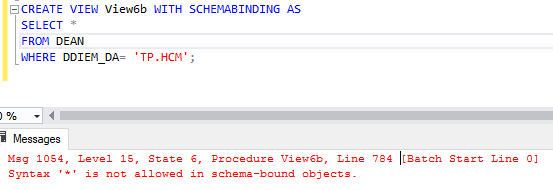 CREATE VIEW View6b WITH SCHEMABINDING AS
SELECT *
FROM DEAN
WHERE DDIEM_DA= 'TP.HCM';
0 %
Messages
Msg 1054, Level 15, State 6, Procedure View6b, Line 784 [Batch Start Line 0]
Syntax '*' is not allowed in schema-bound objects.